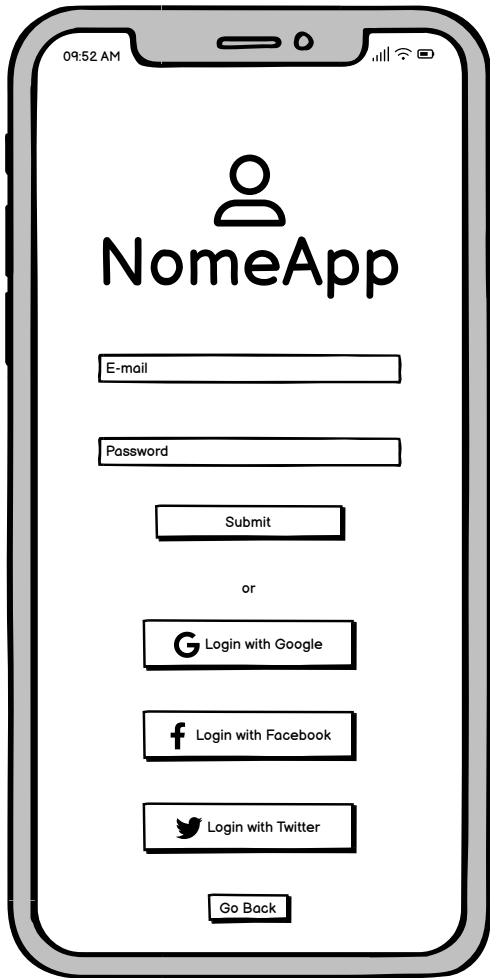 09:52 AM
NomeApp
E-mail
Password
Submit
or
Login with Google
Login with Facebook
Login with Twitter
Go Back